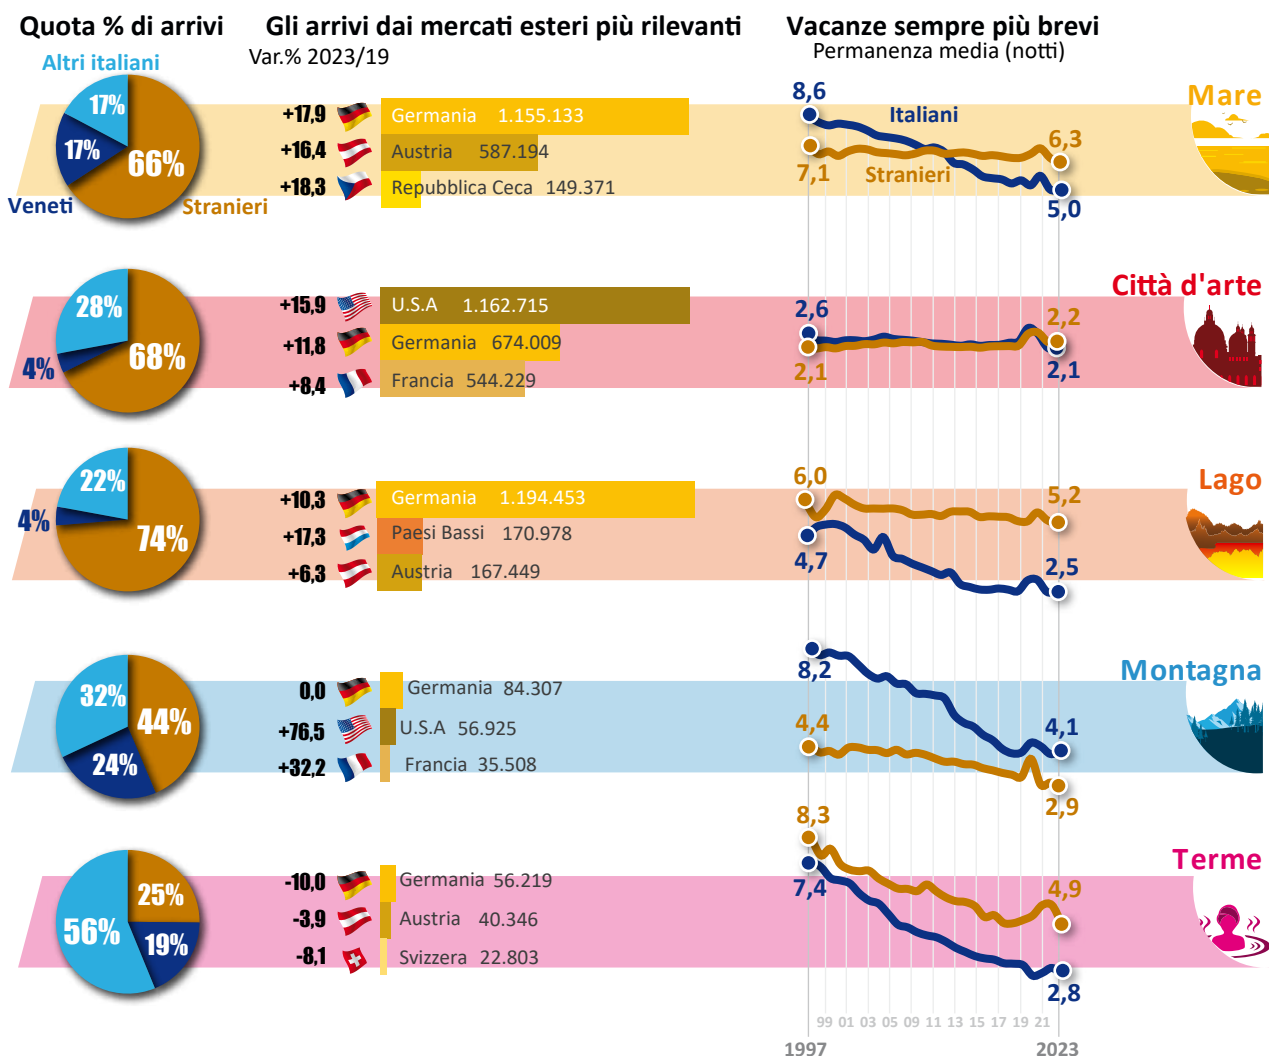 Quota % di arrivi
Gli arrivi dai mercati esteri più rilevanti
Vacanze sempre più brevi
Var.% 2023/19
Permanenza media (notti)
Altri italiani
17%
17%
66%
Veneti
Stranieri
+17,9
Germania 1.155.133
+16,4
Austria 587.194
+18,3
Repubblica Ceca 149.371
8,6
Italiani
6,3
7,1
Stranieri
5,0
Mare
28%
4%
68%
+15,9
U.S.A 1.162.715
+11,8
Germania 674.009
+8,4
Francia 544.229
2,6
2,2
2,1
2,1
Città d'arte
22%
4%
74%
+10,3
Germania 1.194.453
+17,3
Paesi Bassi 170.978
+6,3
Austria 167.449
6,0
5,2
4,7
2,5
Lago
32%
44%
24%
0,0
Germania 84.307
+76,5
U.S.A 56.925
+32,2
Francia 35.508
8,2
4,4
4,1
2,9
Montagna
25%
56%
19%
-10,0
Germania 56.219
-3,9
Austria 40.346
-8,1
Svizzera 22.803
8,3
7,4
4,9
2,8
Terme
99 01 03 05 09 11 13 15 17 19 21
1997 2023